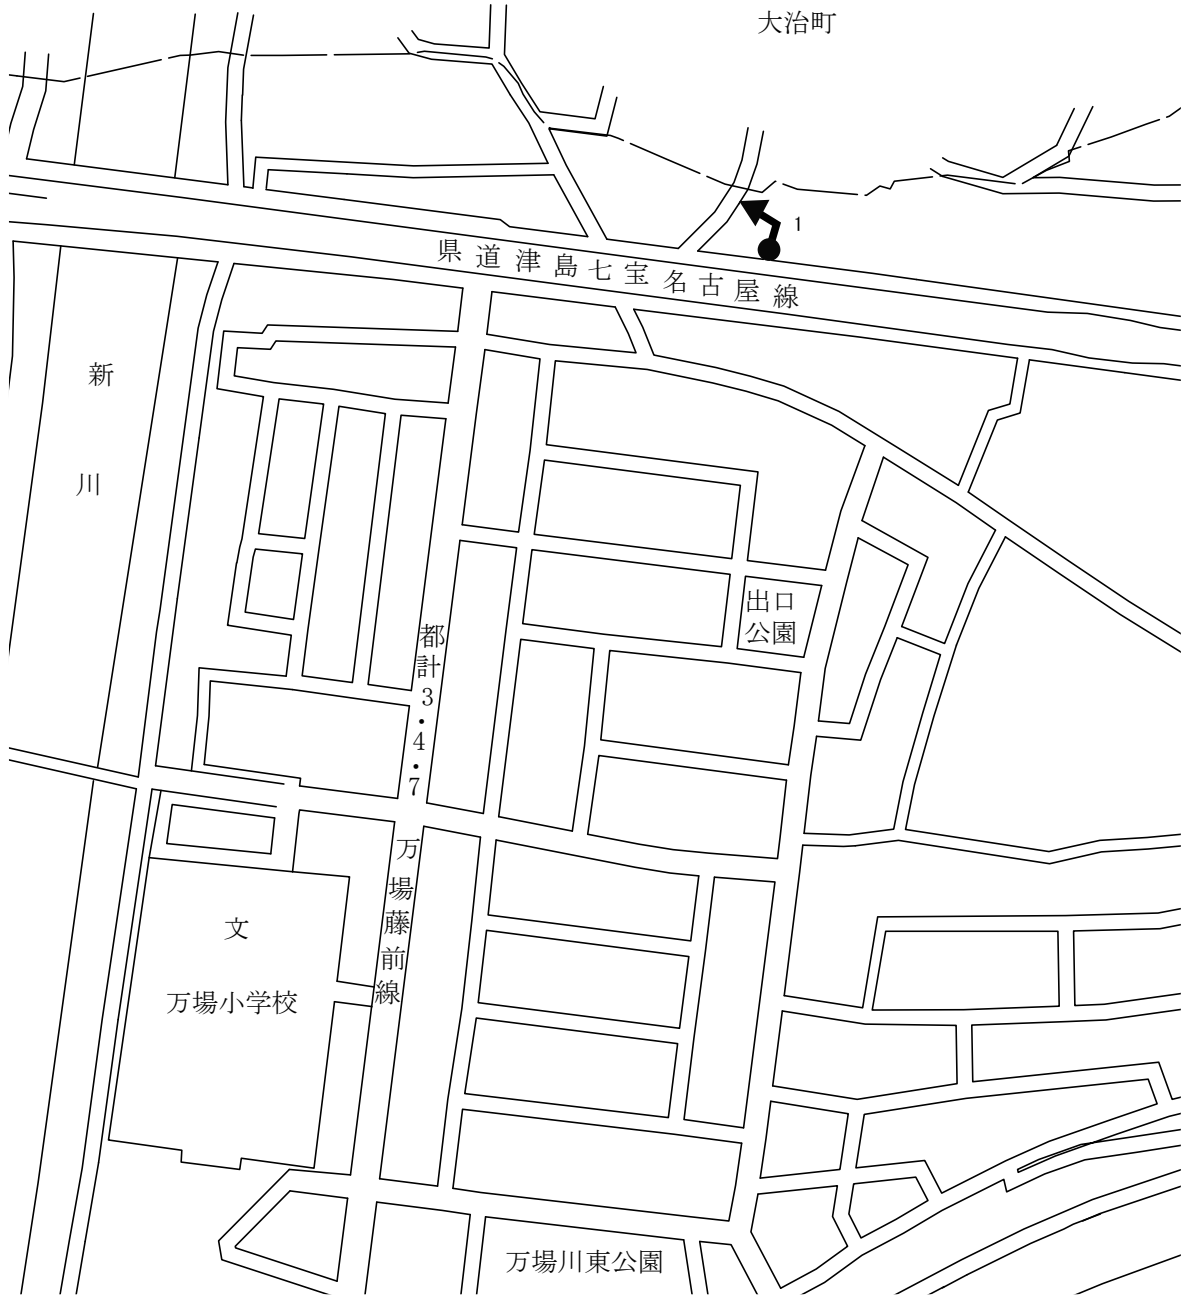 大治町
1
県道津島七宝名古屋線
新川
出口
公園
都計3・4・7
万場藤前線
文
万場小学校
万場川東公園